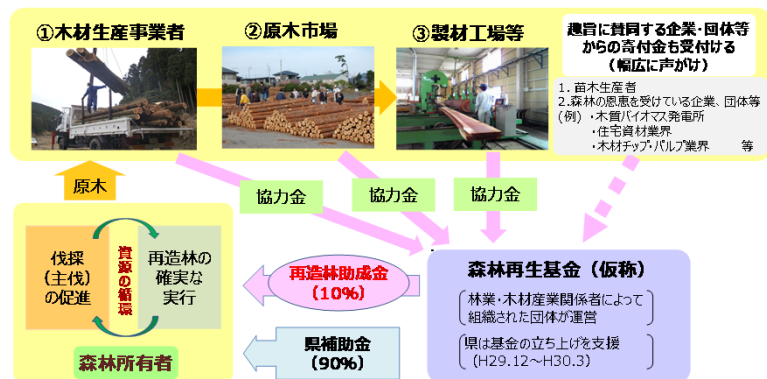 ①木材生産事業者
②原木市場
③製材工場等
趣旨に賛同する企業・団体等
からの寄付金も受付ける
(幅広に声がけ)
1. 苗木生産者
2.森林の恩恵を受けている企業、団体等
(例) ・木質バイオマス発電所
・住宅資材業界
・木材チップ・パルプ業界 等
原木
協力金
協力金
協力金
伐採
(主伐)
の促進
資源の循環
再造林の
確実な
実行
森林所有者
再造林助成金
(10%)
県補助金
(90%)
森林再生基金(仮称)
林業・木材産業関係者によって
組織された団体が運営
県は基金の立ち上げを支援
(H29.12~H30.3)